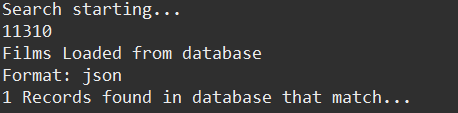 Search starting...
11310
Films Loaded from database
Format: json
1 Records found in database that match...